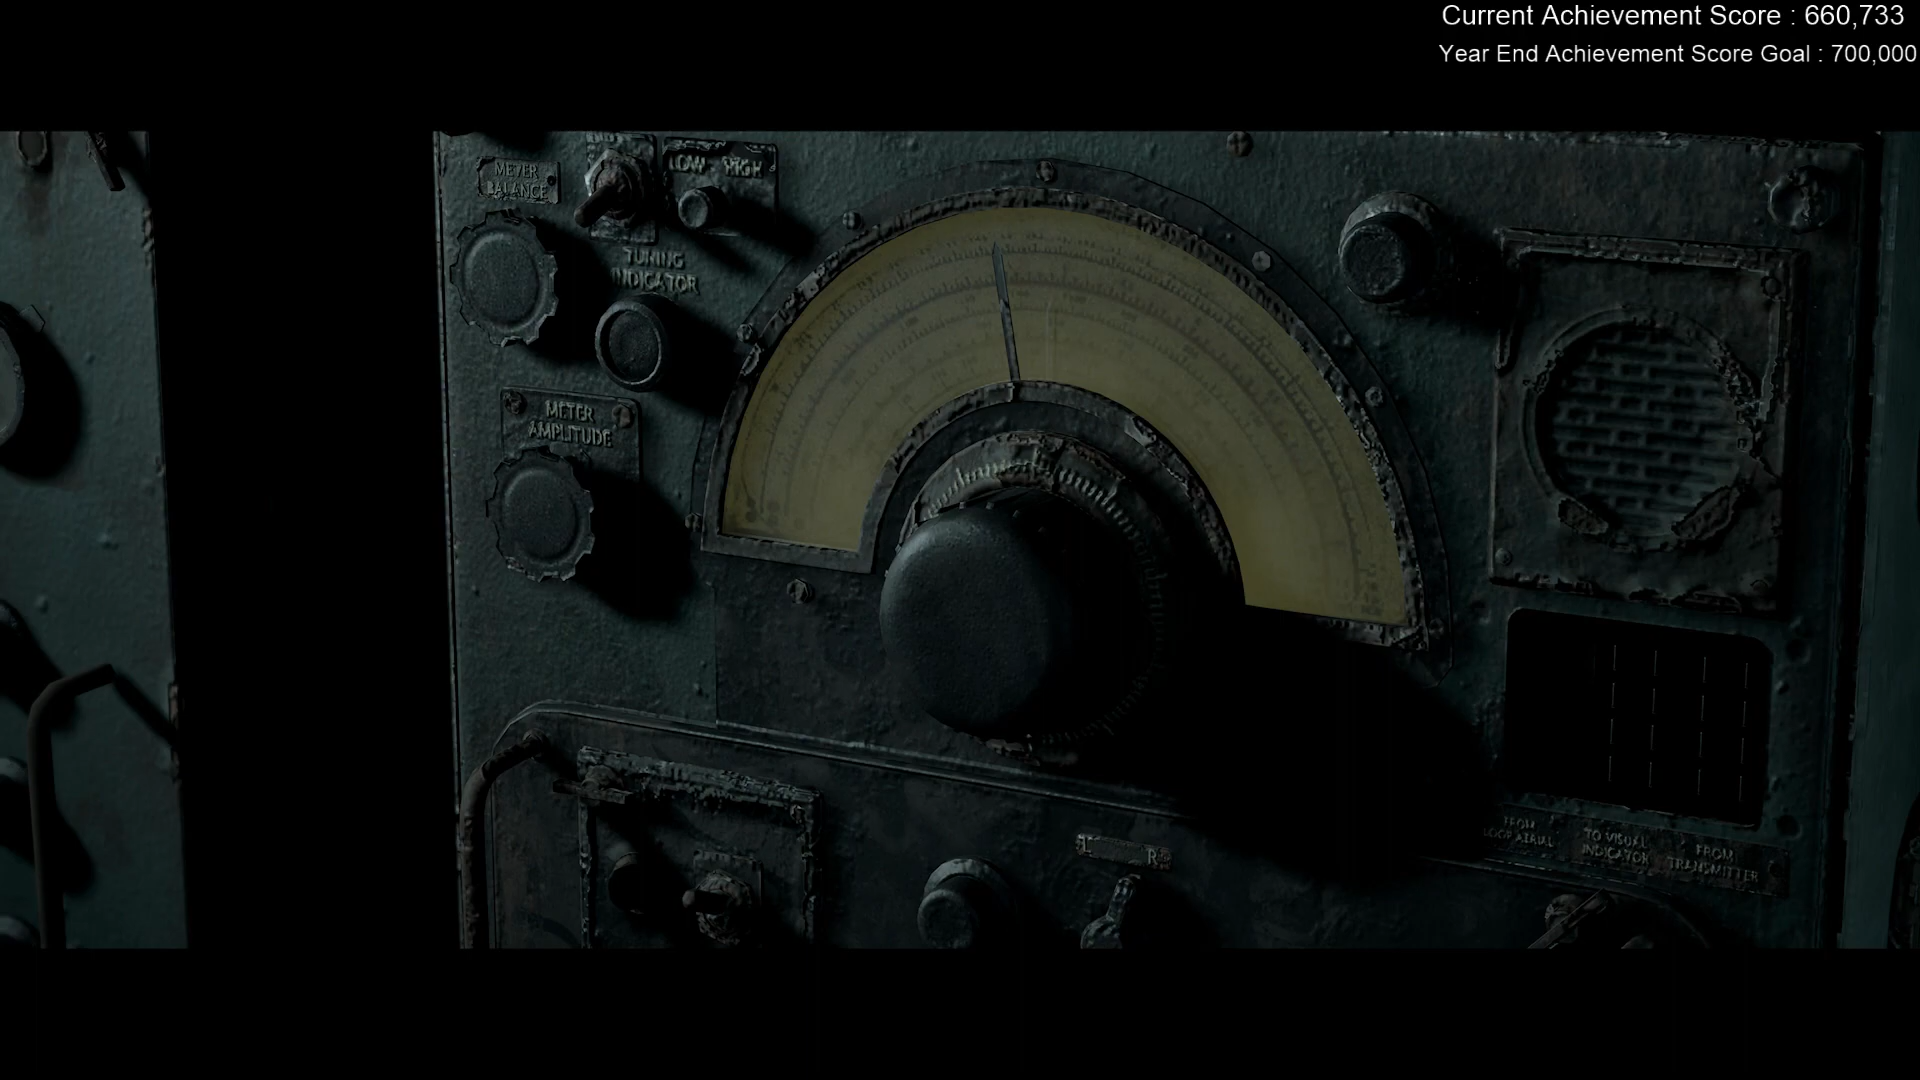 Current Achievement Score : 660,733
Year End Achievement Score Goal : 700,000
METER
BALANCE
LOW - HIGH
TUNING
INDICATOR
METER
AMPLITUDE
L R
FROM
LOOP AERIAL
TO VISUAL
INDICATOR
FROM
TRANSMITTER